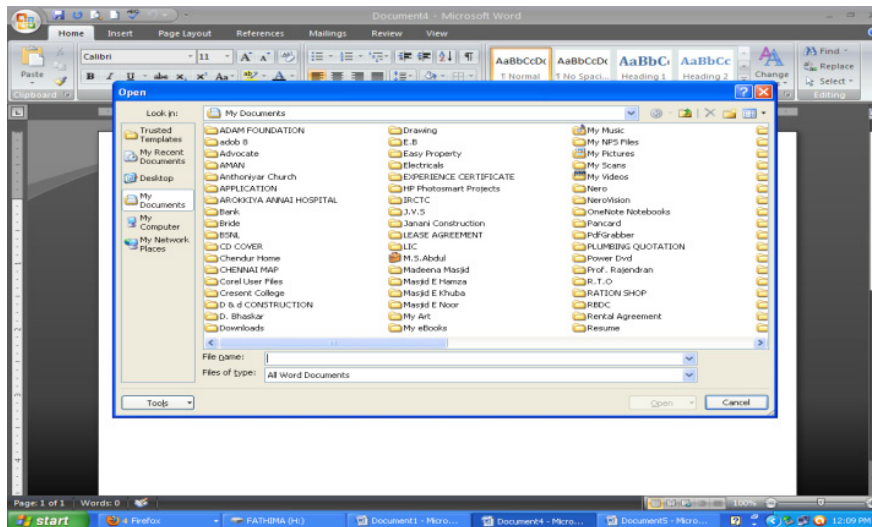 Document4 - Microsoft Word
Home Insert Page Layout References Mailings Review View
Calibri 11
Paste
B I U abe x, x² Aa A
AaBbCcDc AaBbCcDc AaBbC AaBbCc
¶ Normal ¶ No Spaci... Heading 1 Heading 2
Change
Find
Replace
Select
Clipboard
Editing
Open
Look in: My Documents
Trusted Templates
My Recent Documents
Desktop
My Documents
My Computer
My Network Places
ADAM FOUNDATION
adob 8
Advocate
AMAN
Anthoniyar Church
APPLICATION
AROKKIYA ANNAI HOSPITAL
Bank
Bride
BSNL
CD COVER
Chendur Home
CHENNAI MAP
Corel User Files
Cresent College
D & d CONSTRUCTION
D. Bhaskar
Downloads
Drawing
E.B
Easy Property
Electricals
EXPERIENCE CERTIFICATE
HP Photosmart Projects
IRCTC
J.V.S
Janani Construction
LEASE AGREEMENT
LIC
M.S.Abdul
Madeena Masjid
Masjid E Hamza
Masjid E Khuba
Masjid E Noor
My Art
My eBooks
My Music
My NPS Files
My Pictures
My Scans
My Videos
Nero
NeroVision
OneNote Notebooks
Pancard
PdfGrabber
PLUMBING QUOTATION
Power Dvd
Prof. Rajendran
R.T.O
RATION SHOP
RBDC
Rental Agreement
Resume
File name:
Files of type: All Word Documents
Tools Open Cancel
Page: 1 of 1 Words: 0 100%
start 4 Firefox FATHIMA (H:) Document1 - Micro... Document4 - Micro... Document5 - Micro... 12:09 PM